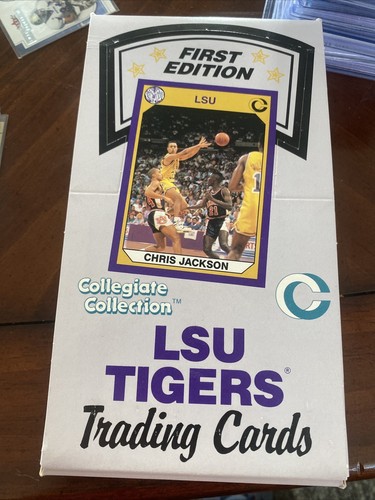 FIRST
EDITION
LSU
CHRIS JACKSON
Collegiate
Collection™
LSU
TIGERS®
Trading Cards